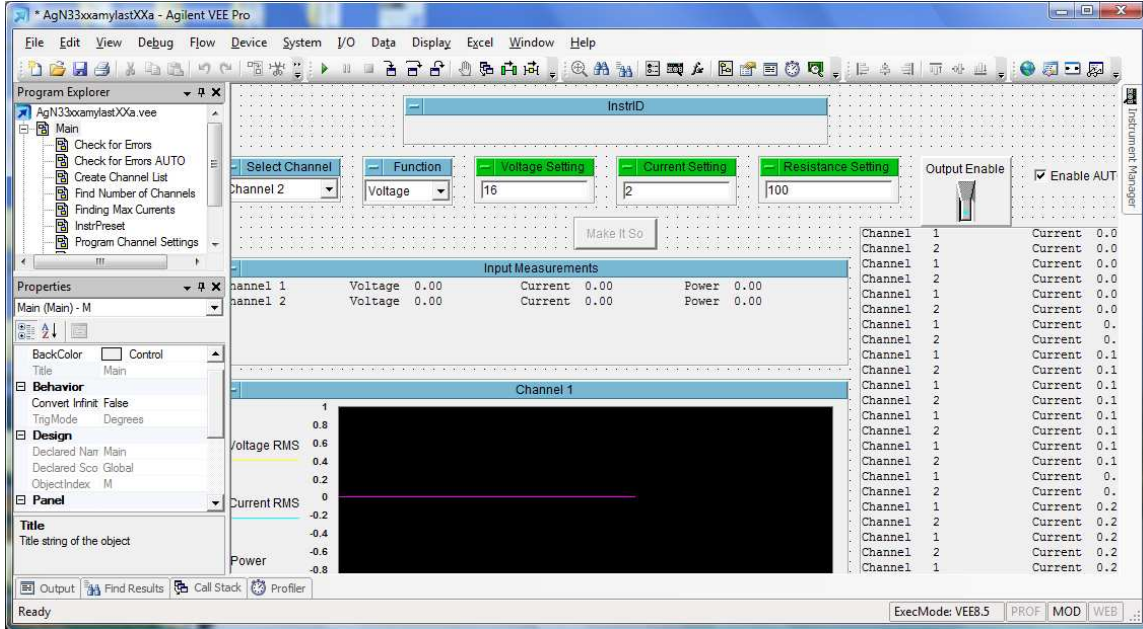 * AgN33xxamylastXXa - Agilent VEE Pro
File Edit View Debug Flow Device System I/O Data Display Excel Window Help
Program Explorer
AgN33xxamylastXXa.vee
Main
Check for Errors
Check for Errors AUTO
Create Channel List
Find Number of Channels
Finding Max Currents
InstrPreset
Program Channel Settings
Properties
Main (Main) - M
BackColor Control
Title Main
Behavior
Convert Infinit False
TrigMode Degrees
Design
Declared Nam Main
Declared Sco Global
ObjectIndex M
Panel
Title
Title string of the object
InstrID
Select Channel Function Voltage Setting Current Setting Resistance Setting
Channel 2 Voltage 16 2 100
Output Enable
Enable AUT
Make It So
Input Measurements
hannel 1 Voltage 0.00 Current 0.00 Power 0.00
hannel 2 Voltage 0.00 Current 0.00 Power 0.00
Channel 1
1
0.8
Voltage RMS 0.6
0.4
0.2
0
Current RMS
-0.2
-0.4
-0.6
Power
-0.8
Channel 1 Current 0.0
Channel 2 Current 0.0
Channel 1 Current 0.0
Channel 2 Current 0.0
Channel 1 Current 0.0
Channel 2 Current 0.0
Channel 1 Current 0.
Channel 2 Current 0.
Channel 1 Current 0.1
Channel 2 Current 0.1
Channel 1 Current 0.1
Channel 2 Current 0.1
Channel 1 Current 0.1
Channel 2 Current 0.1
Channel 1 Current 0.1
Channel 2 Current 0.1
Channel 1 Current 0.
Channel 2 Current 0.
Channel 1 Current 0.2
Channel 2 Current 0.2
Channel 1 Current 0.2
Channel 2 Current 0.2
Channel 1 Current 0.2
Instrument Manager
Output Find Results Call Stack Profiler
Ready ExecMode: VEE8.5 PROF MOD WEB